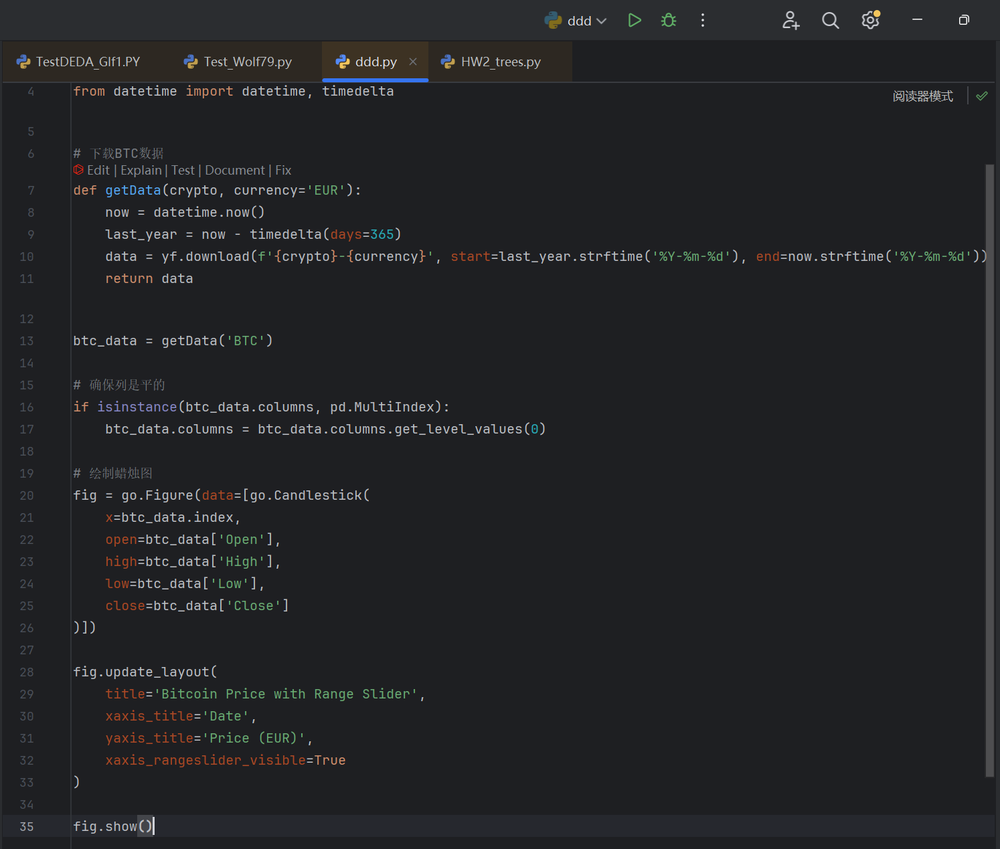 ddd
TestDEDA_Glf1.PY
Test_Wolf79.py
ddd.py
HW2_trees.py
阅读器模式
4 from datetime import datetime, timedelta
5
6 # 下载BTC数据
Edit | Explain | Test | Document | Fix
7 def getData(crypto, currency='EUR'):
8     now = datetime.now()
9     last_year = now - timedelta(days=365)
10     data = yf.download(f'{crypto}-{currency}', start=last_year.strftime('%Y-%m-%d'), end=now.strftime('%Y-%m-%d'))
11     return data
12
13 btc_data = getData('BTC')
14
15 # 确保列是平的
16 if isinstance(btc_data.columns, pd.MultiIndex):
17     btc_data.columns = btc_data.columns.get_level_values(0)
18
19 # 绘制蜡烛图
20 fig = go.Figure(data=[go.Candlestick(
21     x=btc_data.index,
22     open=btc_data['Open'],
23     high=btc_data['High'],
24     low=btc_data['Low'],
25     close=btc_data['Close']
26 )])
27
28 fig.update_layout(
29     title='Bitcoin Price with Range Slider',
30     xaxis_title='Date',
31     yaxis_title='Price (EUR)',
32     xaxis_rangeslider_visible=True
33 )
34
35 fig.show()